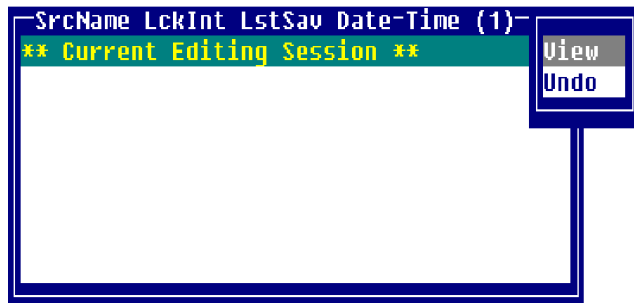 SrcName LckInt LstSav Date-Time (1)
** Current Editing Session **
View
Undo